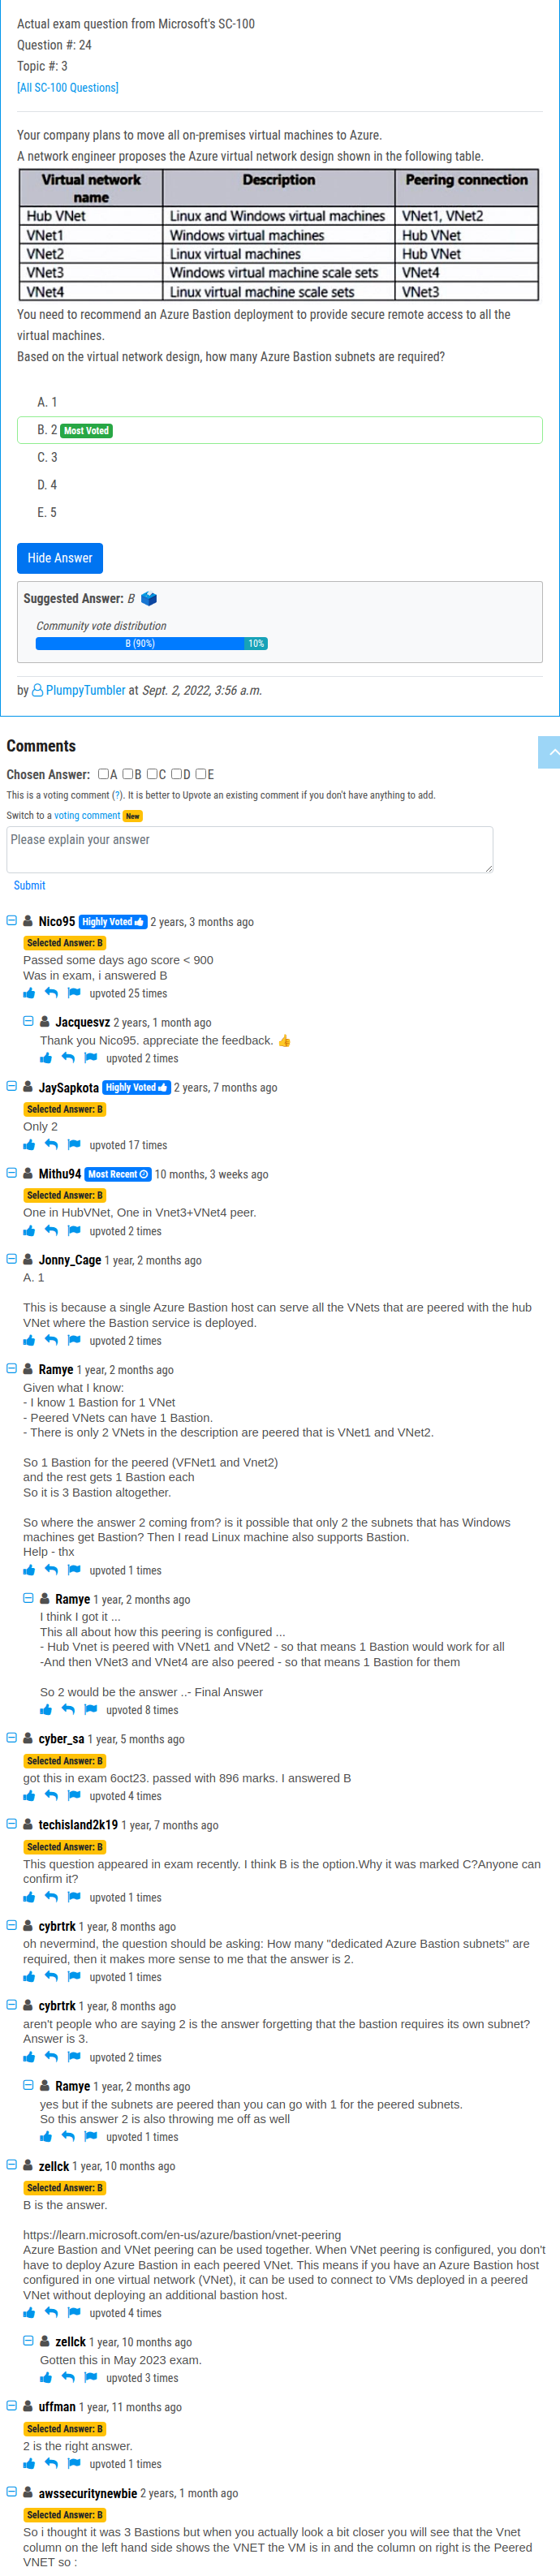 Actual exam question from Microsoft's SC-100
Question #: 24
Topic #: 3
[All SC-100 Questions]
Your company plans to move all on-premises virtual machines to Azure.
A network engineer proposes the Azure virtual network design shown in the following table.
Virtual network name Description Peering connection
Hub VNet Linux and Windows virtual machines VNet1, VNet2
VNet1 Windows virtual machines Hub VNet
VNet2 Linux virtual machines Hub VNet
VNet3 Windows virtual machine scale sets VNet4
VNet4 Linux virtual machine scale sets VNet3
You need to recommend an Azure Bastion deployment to provide secure remote access to all the
virtual machines.
Based on the virtual network design, how many Azure Bastion subnets are required?
A. 1
B. 2 Most Voted
C. 3
D. 4
E. 5
Hide Answer
Suggested Answer: B
Community vote distribution
B (90%) 10%
by PlumpyTumbler at Sept. 2, 2022, 3:56 a.m.
Comments
Chosen Answer: A B C D E
This is a voting comment (?). It is better to Upvote an existing comment if you don't have anything to add.
Switch to a voting comment New
Please explain your answer
Submit
Nico95 Highly Voted 2 years, 3 months ago
Selected Answer: B
Passed some days ago score < 900
Was in exam, i answered B
upvoted 25 times
Jacquesvz 2 years, 1 month ago
Thank you Nico95. appreciate the feedback. 👍
upvoted 2 times
JaySapkota Highly Voted 2 years, 7 months ago
Selected Answer: B
Only 2
upvoted 17 times
Mithu94 Most Recent 10 months, 3 weeks ago
Selected Answer: B
One in HubVNet, One in Vnet3+VNet4 peer.
upvoted 2 times
Jonny_Cage 1 year, 2 months ago
A. 1
This is because a single Azure Bastion host can serve all the VNets that are peered with the hub
VNet where the Bastion service is deployed.
upvoted 2 times
Ramye 1 year, 2 months ago
Given what I know:
- I know 1 Bastion for 1 VNet
- Peered VNets can have 1 Bastion.
- There is only 2 VNets in the description are peered that is VNet1 and VNet2.
So 1 Bastion for the peered (VFNet1 and Vnet2)
and the rest gets 1 Bastion each
So it is 3 Bastion altogether.
So where the answer 2 coming from? is it possible that only 2 the subnets that has Windows
machines get Bastion? Then I read Linux machine also supports Bastion.
Help - thx
upvoted 1 times
Ramye 1 year, 2 months ago
I think I got it ...
This all about how this peering is configured ...
- Hub Vnet is peered with VNet1 and VNet2 - so that means 1 Bastion would work for all
-And then VNet3 and VNet4 are also peered - so that means 1 Bastion for them
So 2 would be the answer ..- Final Answer
upvoted 8 times
cyber_sa 1 year, 5 months ago
Selected Answer: B
got this in exam 6oct23. passed with 896 marks. I answered B
upvoted 4 times
techisland2k19 1 year, 7 months ago
Selected Answer: B
This question appeared in exam recently. I think B is the option.Why it was marked C?Anyone can
confirm it?
upvoted 1 times
cybrtrk 1 year, 8 months ago
oh nevermind, the question should be asking: How many "dedicated Azure Bastion subnets" are
required, then it makes more sense to me that the answer is 2.
upvoted 1 times
cybrtrk 1 year, 8 months ago
aren't people who are saying 2 is the answer forgetting that the bastion requires its own subnet?
Answer is 3.
upvoted 2 times
Ramye 1 year, 2 months ago
yes but if the subnets are peered than you can go with 1 for the peered subnets.
So this answer 2 is also throwing me off as well
upvoted 1 times
zellck 1 year, 10 months ago
Selected Answer: B
B is the answer.
https://learn.microsoft.com/en-us/azure/bastion/vnet-peering
Azure Bastion and VNet peering can be used together. When VNet peering is configured, you don't
have to deploy Azure Bastion in each peered VNet. This means if you have an Azure Bastion host
configured in one virtual network (VNet), it can be used to connect to VMs deployed in a peered
VNet without deploying an additional bastion host.
upvoted 4 times
zellck 1 year, 10 months ago
Gotten this in May 2023 exam.
upvoted 3 times
uffman 1 year, 11 months ago
Selected Answer: B
2 is the right answer.
upvoted 1 times
awssecuritynewbie 2 years, 1 month ago
Selected Answer: B
So i thought it was 3 Bastions but when you actually look a bit closer you will see that the Vnet
column on the left hand side shows the VNET the VM is in and the column on right is the Peered
VNET so :